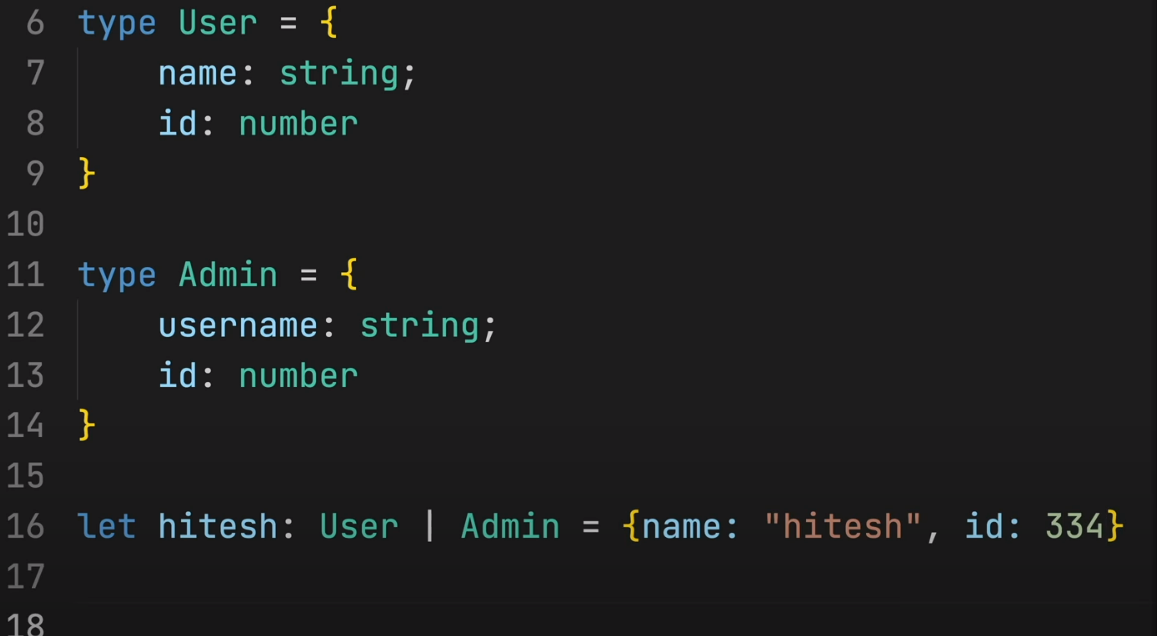 6 type User = {
7     name: string;
8     id: number
9 }
10
11 type Admin = {
12     username: string;
13     id: number
14 }
15
16 let hitesh: User | Admin = {name: "hitesh", id: 334}
17
18